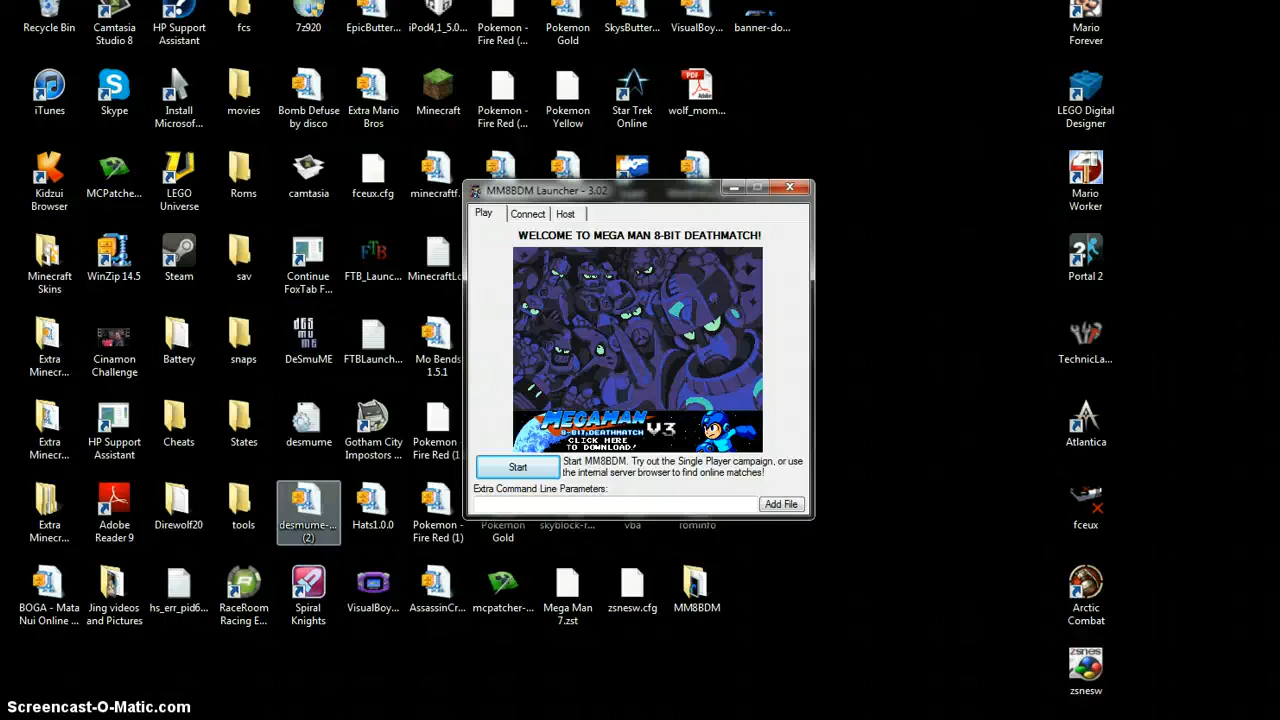 Recycle Bin
Camtasia
Studio 8
HP Support
Assistant
fcs
7z920
EpicButter...
iPod4,1_5.0...
Pokemon -
Fire Red (...
Pokemon
Gold
SkysButter...
VisualBoy...
banner-do...
Mario
Forever
iTunes
Skype
Install
Microsof...
movies
Bomb Defuse
by disco
Extra Mario
Bros
Minecraft
Pokemon -
Fire Red (...
Pokemon
Yellow
Star Trek
Online
PDF
wolf_mom...
LEGO Digital
Designer
Kidzui
Browser
MCPatche...
LEGO
Universe
Roms
camtasia
fceux.cfg
minecraftf.
Mario
Worker
Minecraft
Skins
WinZip 14.5
Steam
sav
Continue
FoxTab F...
FTB
FTB_Launc...
MinecraftLo
Portal 2
Extra
Minecr...
Cinamon
Challenge
Battery
snaps
DeSmuME
FTBLaunch...
Mo Bends
1.5.1
TechnicLa...
Extra
Minecr...
HP Support
Assistant
Cheats
States
desmume
Gotham City
Impostors ...
Pokemon
Fire Red (1
Atlantica
Extra
Minecr...
Adobe
Reader 9
Direwolf20
tools
desmume-...
(2)
Hats1.0.0
Pokemon -
Fire Red (1)
Pokemon
Gold
skyblock-r...
vba
rominfo
fceux
BOGA - Mata
Nui Online ...
Jing videos
and Pictures
hs_err_pid6...
RaceRoom
Racing E...
Spiral
Knights
VisualBoy...
AssassinCr...
mcpatcher-...
Mega Man
7.zst
zsnesw.cfg
MM8BDM
Arctic
Combat
zsnes
zsnesw
MM8BDM Launcher - 3.02
Play
Connect
Host
WELCOME TO MEGA MAN 8-BIT DEATHMATCH!
MEGAMAN
8-BIT DEATHMATCH
V3
CLICK HERE
TO DOWNLOAD!
Start
Start MM8BDM. Try out the Single Player campaign, or use
the internal server browser to find online matches!
Extra Command Line Parameters:
Add File
Screencast-O-Matic.com